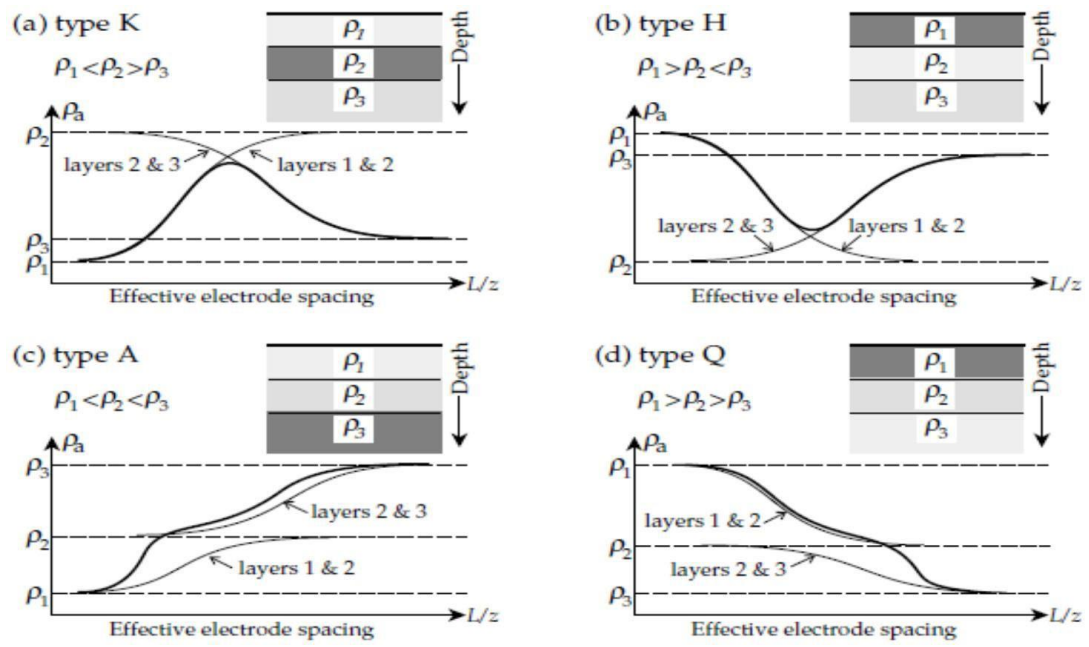 (a) type K
ρ1<ρ2>ρ3
ρ1
ρ2
ρ3
Depth
ρa
ρ2
ρ3
ρ1
layers 2 & 3
layers 1 & 2
L/z
Effective electrode spacing
(b) type H
ρ1>ρ2<ρ3
ρ1
ρ2
ρ3
Depth
ρa
ρ1
ρ3
ρ2
layers 2 & 3
layers 1 & 2
L/z
Effective electrode spacing
(c) type A
ρ1<ρ2<ρ3
ρ1
ρ2
ρ3
Depth
ρa
ρ3
ρ2
ρ1
layers 2 & 3
layers 1 & 2
L/z
Effective electrode spacing
(d) type Q
ρ1>ρ2>ρ3
ρ1
ρ2
ρ3
Depth
ρa
ρ1
ρ2
ρ3
layers 1 & 2
layers 2 & 3
L/z
Effective electrode spacing